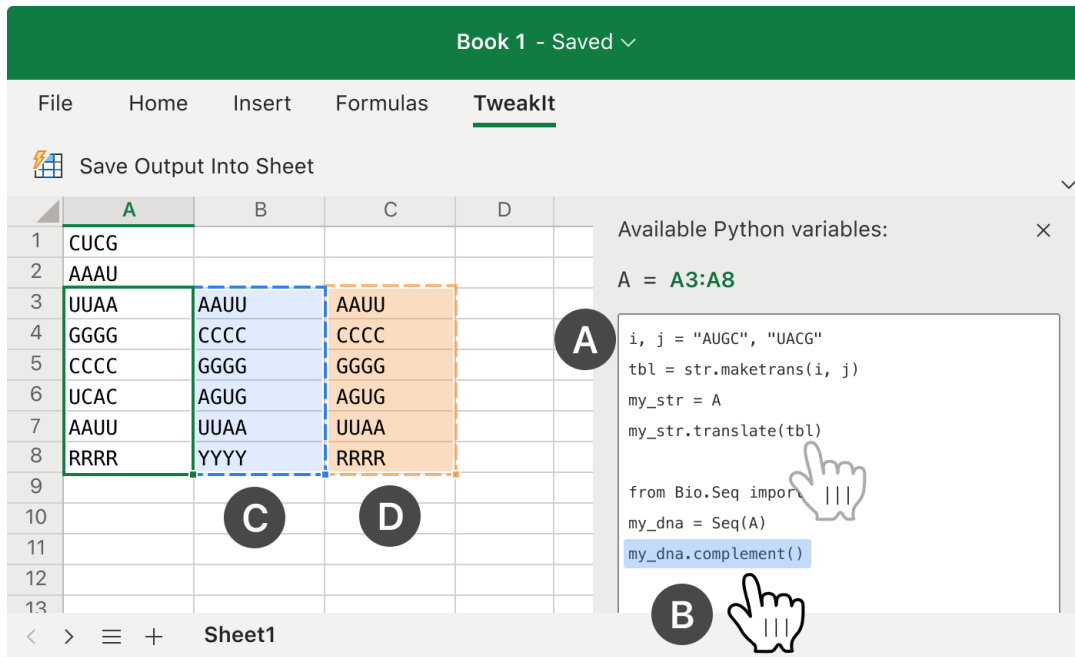 Book 1 - Saved
File Home Insert Formulas TweakIt
Save Output Into Sheet
A B C D
Available Python variables:
A = A3:A8
1 CUCG
2 AAAU
3 UUAA AAUU AAUU
4 GGGG CCCC CCCC
5 CCCC GGGG GGGG
6 UCAC AGUG AGUG
7 AAUU UUAA UUAA
8 RRRR YYYY RRRR
9
10
11
12
13
C
D
A
i, j = "AUGC", "UACG"
tbl = str.maketrans(i, j)
my_str = A
my_str.translate(tbl)
from Bio.Seq import
my_dna = Seq(A)
my_dna.complement()
B
Sheet1